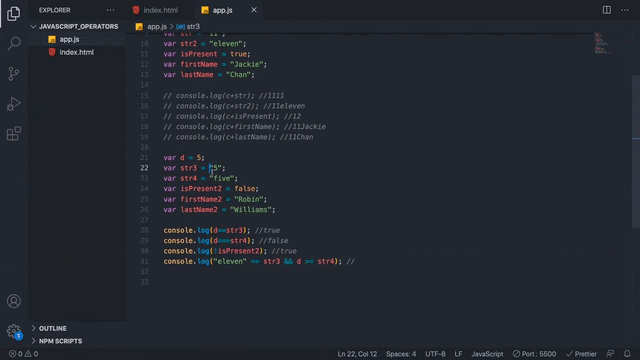 EXPLORER
index.html
app.js
JAVASCRIPT_OPERATORS
app.js > str3
app.js
index.html
10 var str2 = "eleven";
11 var isPresent = true;
12 var firstName = "Jackie"
13 var lastName = "Chan";
14
15 // console.log(c+str); //1111
16 // console.log(c+str2); //11eleven
17 // console.log(c+isPresent); //12
18 // console.log(c+firstName); //11Jackie
19 // console.log(c+lastName); //11Chan
20
21 var d = 5;
22 var str3 = "5";
23 var str4 = "five";
24 var isPresent2 = false;
25 var firstName2 = "Robin";
26 var lastName2 = "Williams";
27
28 console.log(d==str3); //true
29 console.log(d===str4); //false
30 console.log(!isPresent2); //true
31 console.log("eleven" == str3 && d == str4); //
32
33
OUTLINE
NPM SCRIPTS
0 0
Ln 22, Col 12
Spaces: 4
UTF-8
LF
JavaScript
Port : 5500
Prettier